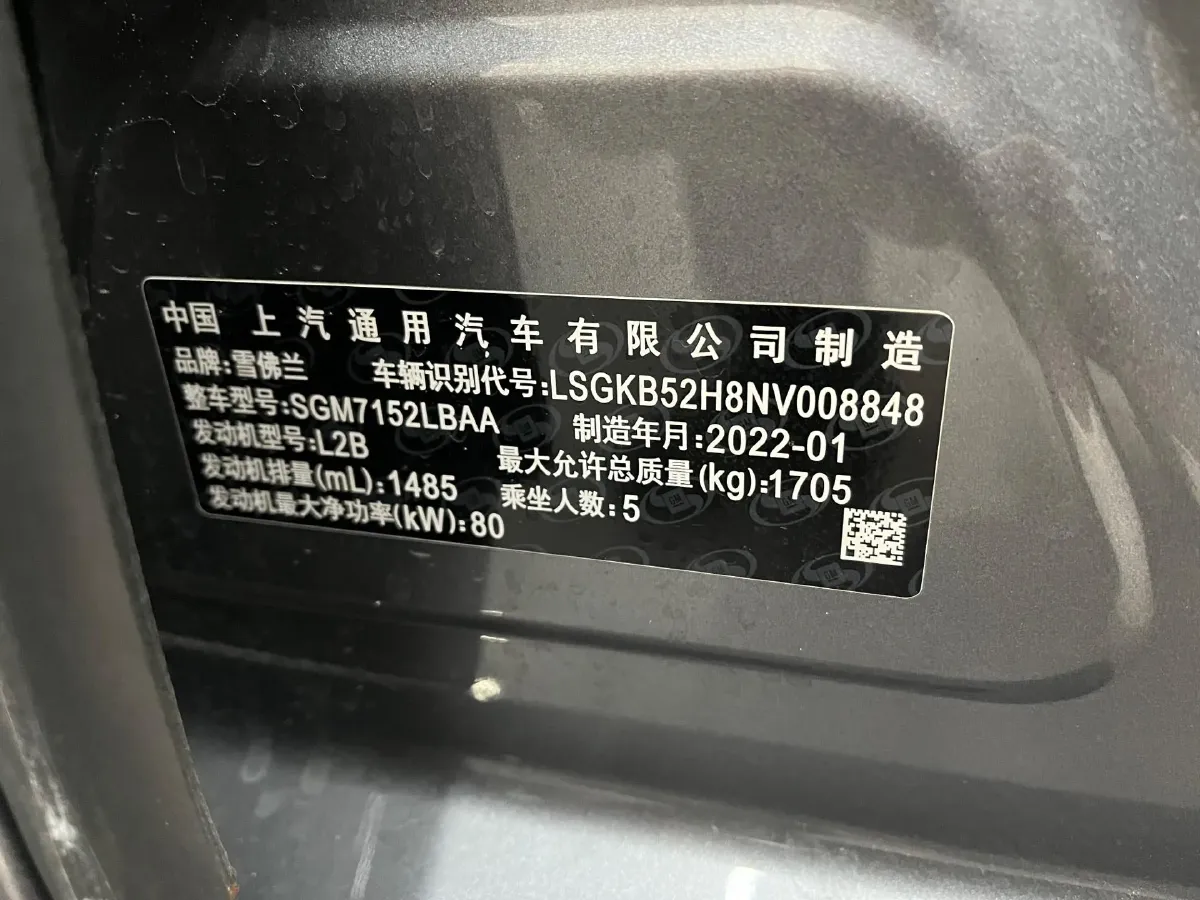 中国 上汽通用汽车有限公司制造
品牌:雪佛兰 车辆识别代号:LSGKB52H8NV008848
整车型号:SGM7152LBAA 制造年月:2022-01
发动机型号:L2B 最大允许总质量(kg):1705
发动机排量(mL):1485 乘坐人数:5
发动机最大净功率(kW):80